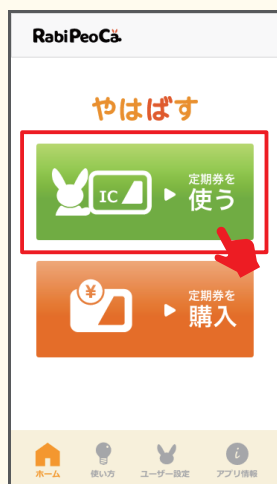 RabiPeoCa
やはばす
IC
定期券を
使う
¥
定期券を
購入
ホーム
使い方
ユーザー設定
アプリ情報